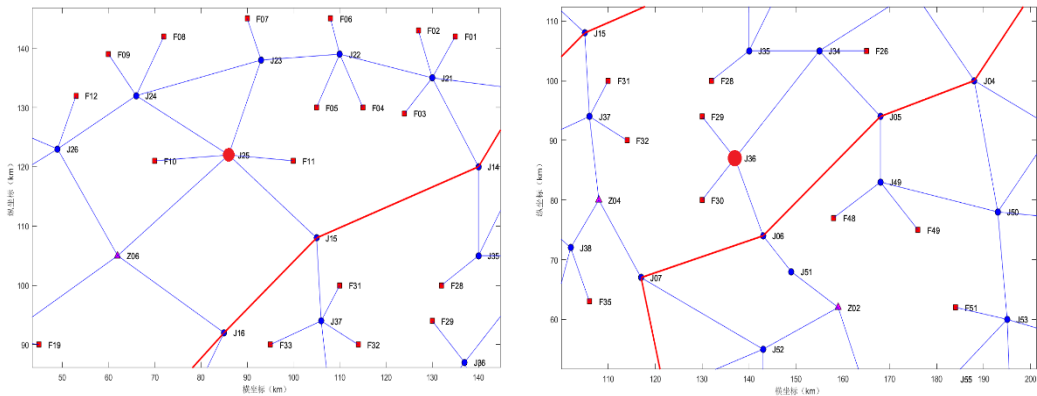 F07
F06
F02
F01
F08
F09
J22
J23
J21
J24
F12
F05
F04
F03
J26
J25
F10
F11
J14
J15
Z06
J35
F28
F31
F29
J37
J16
F33
F32
F19
J36
140
130
120
110
100
90
50
60
70
80
90
100
110
120
130
140
纵坐标(km)
横坐标(km)
J15
J35
J34
F26
F31
F28
J04
J37
F29
J05
F32
J36
J49
Z04
F30
F48
J50
J38
J06
F49
J07
J51
F35
Z02
F51
J53
J52
110
100
90
80
70
60
110
120
130
140
150
160
170
180
J55
190
200
纵坐标(km)
横坐标(km)